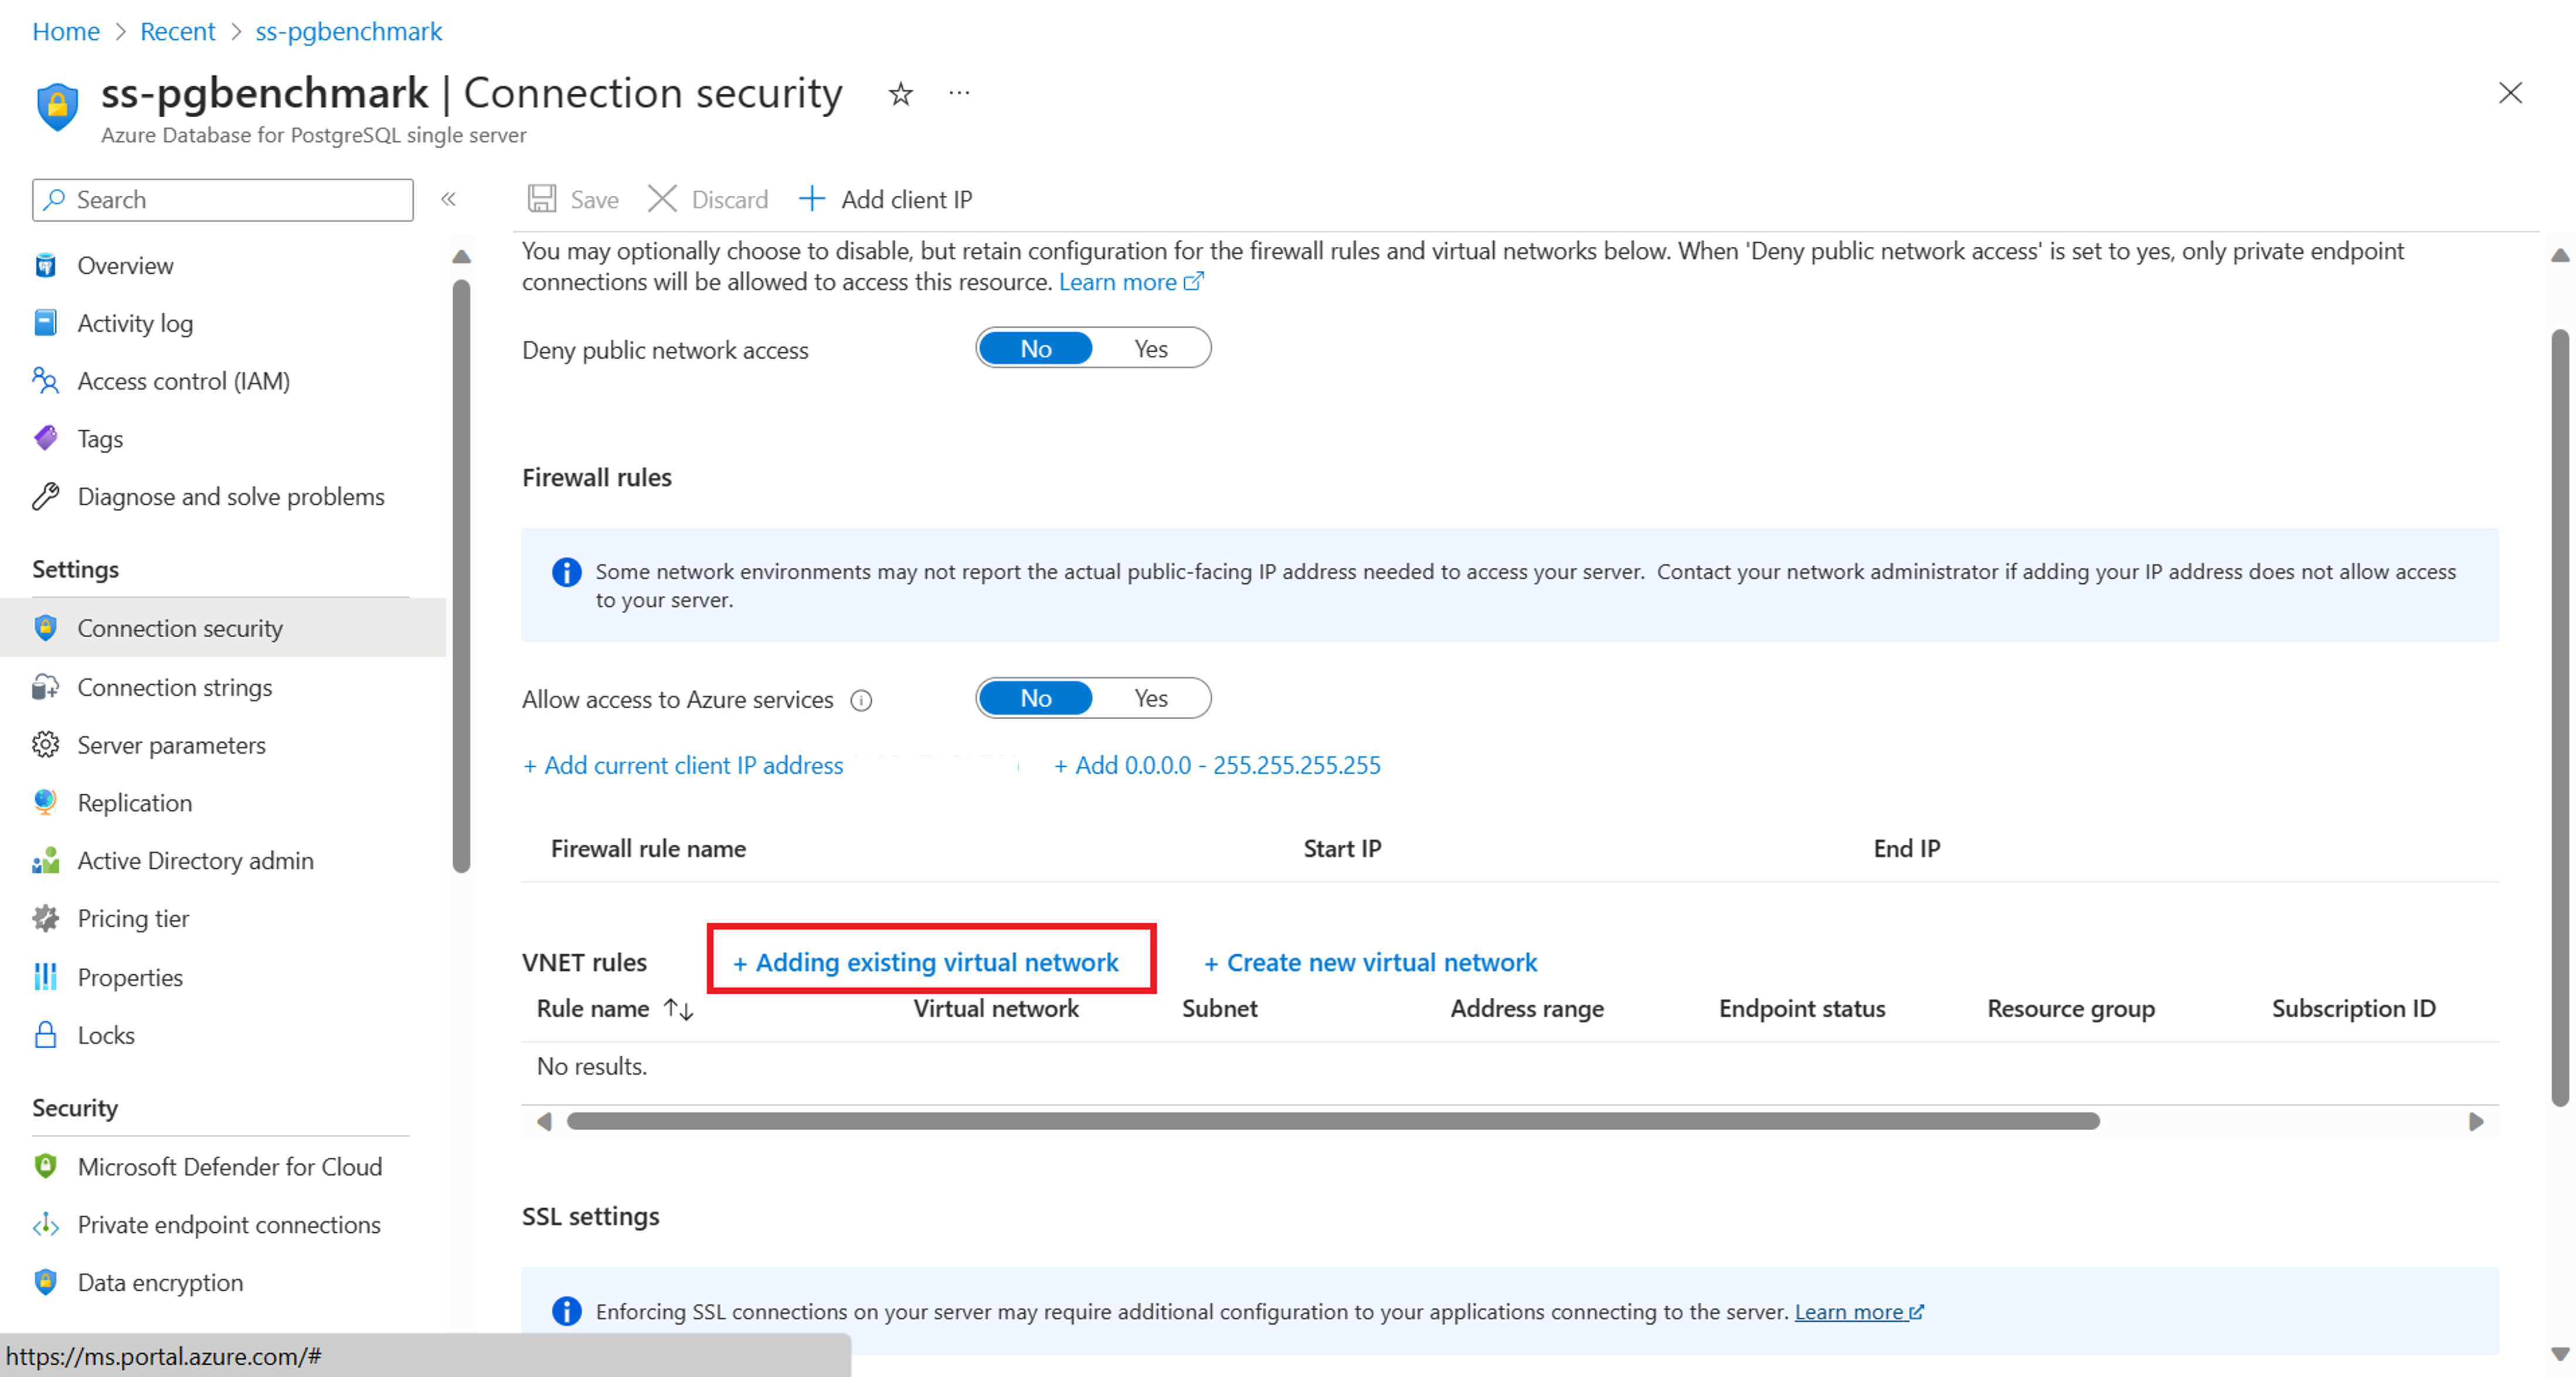 Home > Recent > ss-pgbenchmark
ss-pgbenchmark | Connection security
Azure Database for PostgreSQL single server
Search
Overview
Activity log
Access control (IAM)
Tags
Diagnose and solve problems
Settings
Connection security
Connection strings
Server parameters
Replication
Active Directory admin
Pricing tier
Properties
Locks
Security
Microsoft Defender for Cloud
Private endpoint connections
Data encryption
https://ms.portal.azure.com/#
Save Discard + Add client IP
You may optionally choose to disable, but retain configuration for the firewall rules and virtual networks below. When 'Deny public network access' is set to yes, only private endpoint
connections will be allowed to access this resource. Learn more
Deny public network access No Yes
Firewall rules
Some network environments may not report the actual public-facing IP address needed to access your server. Contact your network administrator if adding your IP address does not allow access
to your server.
Allow access to Azure services No Yes
+ Add current client IP address + Add 0.0.0.0 - 255.255.255.255
Firewall rule name Start IP End IP
VNET rules + Adding existing virtual network + Create new virtual network
Rule name Virtual network Subnet Address range Endpoint status Resource group Subscription ID
No results.
SSL settings
Enforcing SSL connections on your server may require additional configuration to your applications connecting to the server. Learn more